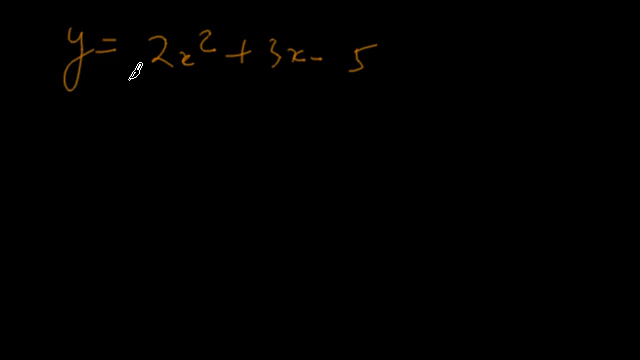 y = 2x² + 3x - 5